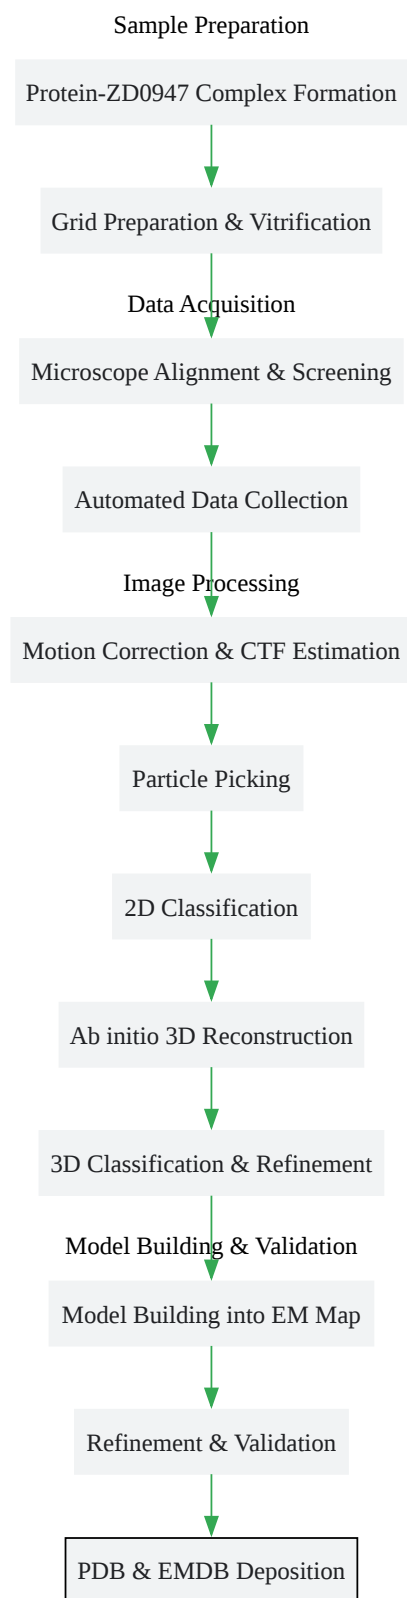 Sample Preparation
Protein-ZD0947 Complex Formation
Grid Preparation & Vitrification
Data Acquisition
Microscope Alignment & Screening
Automated Data Collection
Image Processing
Motion Correction & CTF Estimation
Particle Picking
2D Classification
Ab initio 3D Reconstruction
3D Classification & Refinement
Model Building & Validation
Model Building into EM Map
Refinement & Validation
PDB & EMDB Deposition